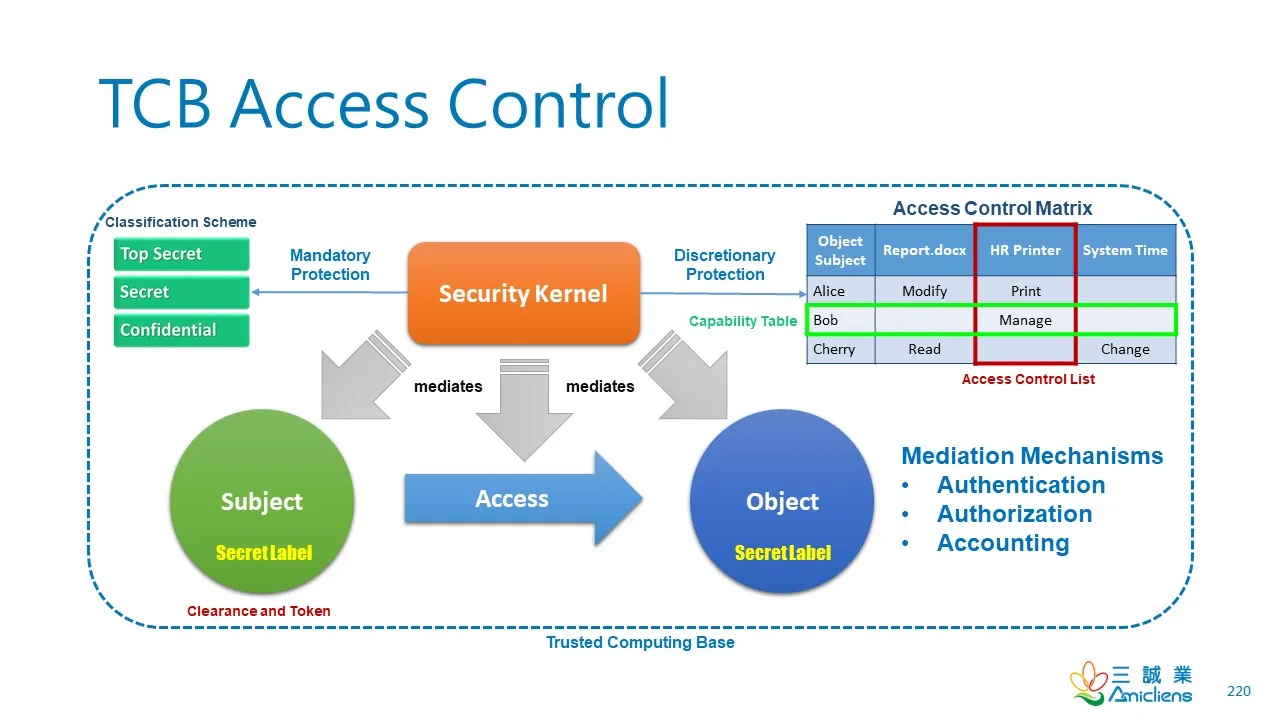 TCB Access Control
Classification Scheme
Top Secret
Secret
Confidential
Mandatory
Protection
Security Kernel
Discretionary
Protection
Access Control Matrix
Object
Subject
Report.docx
HR Printer
System Time
Alice
Modify
Print
Capability Table
Bob
Manage
Cherry
Read
Change
Access Control List
mediates
mediates
Subject
Secret Label
Clearance and Token
Access
Object
Secret Label
Mediation Mechanisms
• Authentication
• Authorization
• Accounting
Trusted Computing Base
三誠業
Amicliens
220